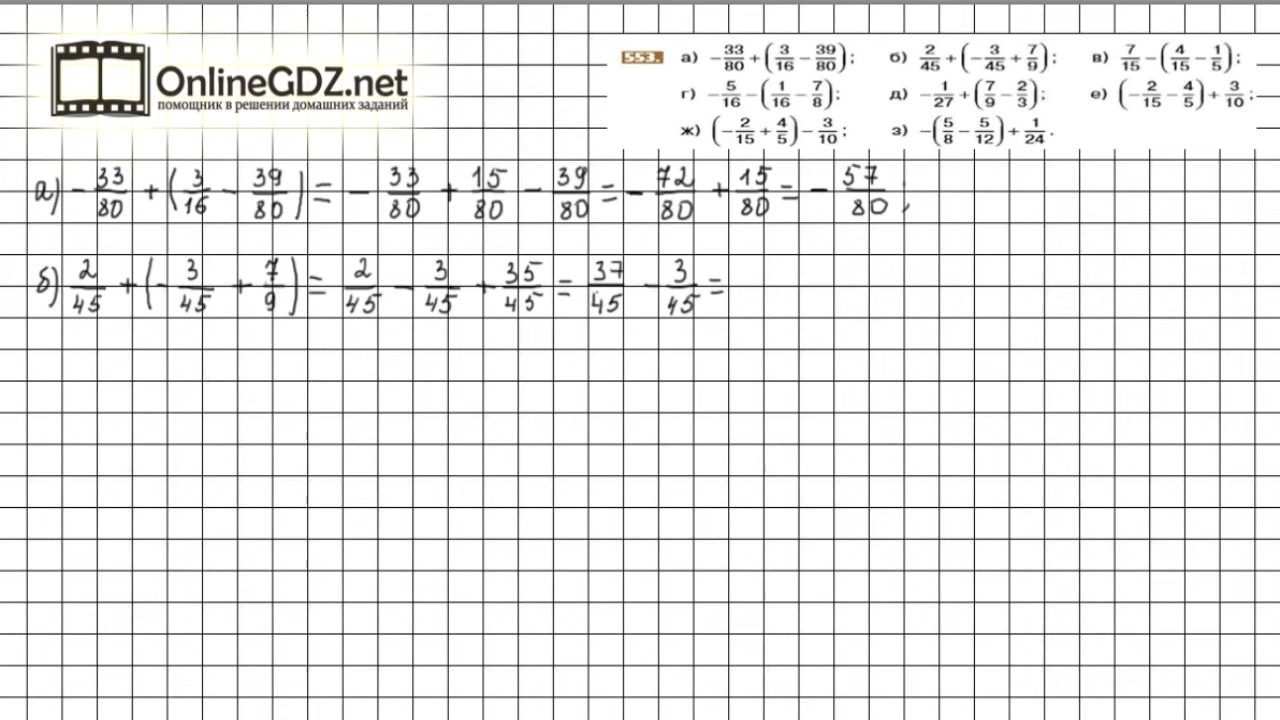 OnlineGDZ.net
помощник в решении домашних заданий
553. а) -33/80 + (3/16 - 39/80); б) 2/45 + (-3/45 + 7/9); в) 7/15 - (4/15 - 1/5);
г) -5/16 - (1/16 - 7/8); д) -1/27 + (7/9 - 2/3); е) (-2/15 - 4/5) + 3/10;
ж) (-2/15 + 4/5) - 3/10; з) -(5/8 - 5/12) + 1/24.
а) -33/80 + (3/16 - 39/80) = -33/80 + 15/80 - 39/80 = -72/80 + 15/80 = -57/80,
б) 2/45 + (-3/45 + 7/9) = 2/45 - 3/45 + 35/45 = 37/45 - 3/45 =